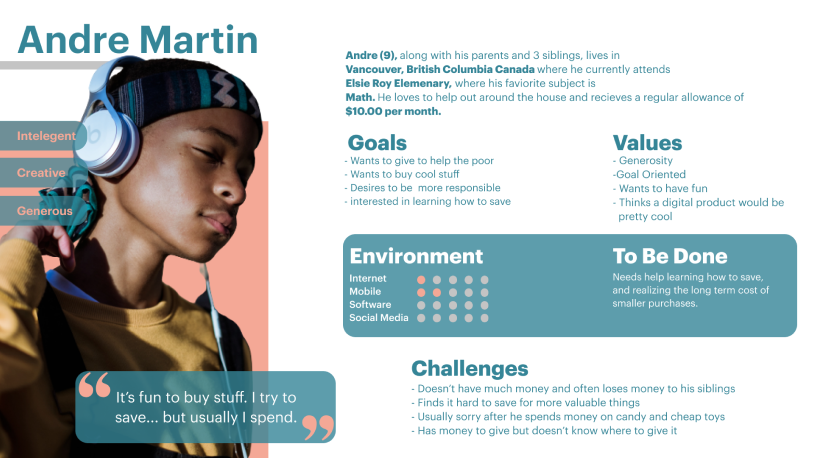 Andre Martin
Intelegent
Creative
Generous
Andre (9), along with his parents and 3 siblings, lives in
Vancouver, British Columbia Canada where he currently attends
Elsie Roy Elemenary, where his faviorite subject is
Math. He loves to help out around the house and recieves a regular allowance of
$10.00 per month.
Goals
- Wants to give to help the poor
- Wants to buy cool stuff
- Desires to be more responsible
- interested in learning how to save
Values
- Generosity
-Goal Oriented
- Wants to have fun
- Thinks a digital product would be
pretty cool
Environment
Internet
Mobile
Software
Social Media
To Be Done
Needs help learning how to save,
and realizing the long term cost of
smaller purchases.
“It’s fun to buy stuff. I try to
save... but usually I spend.”
Challenges
- Doesn’t have much money and often loses money to his siblings
- Finds it hard to save for more valuable things
- Usually sorry after he spends money on candy and cheap toys
- Has money to give but doesn’t know where to give it